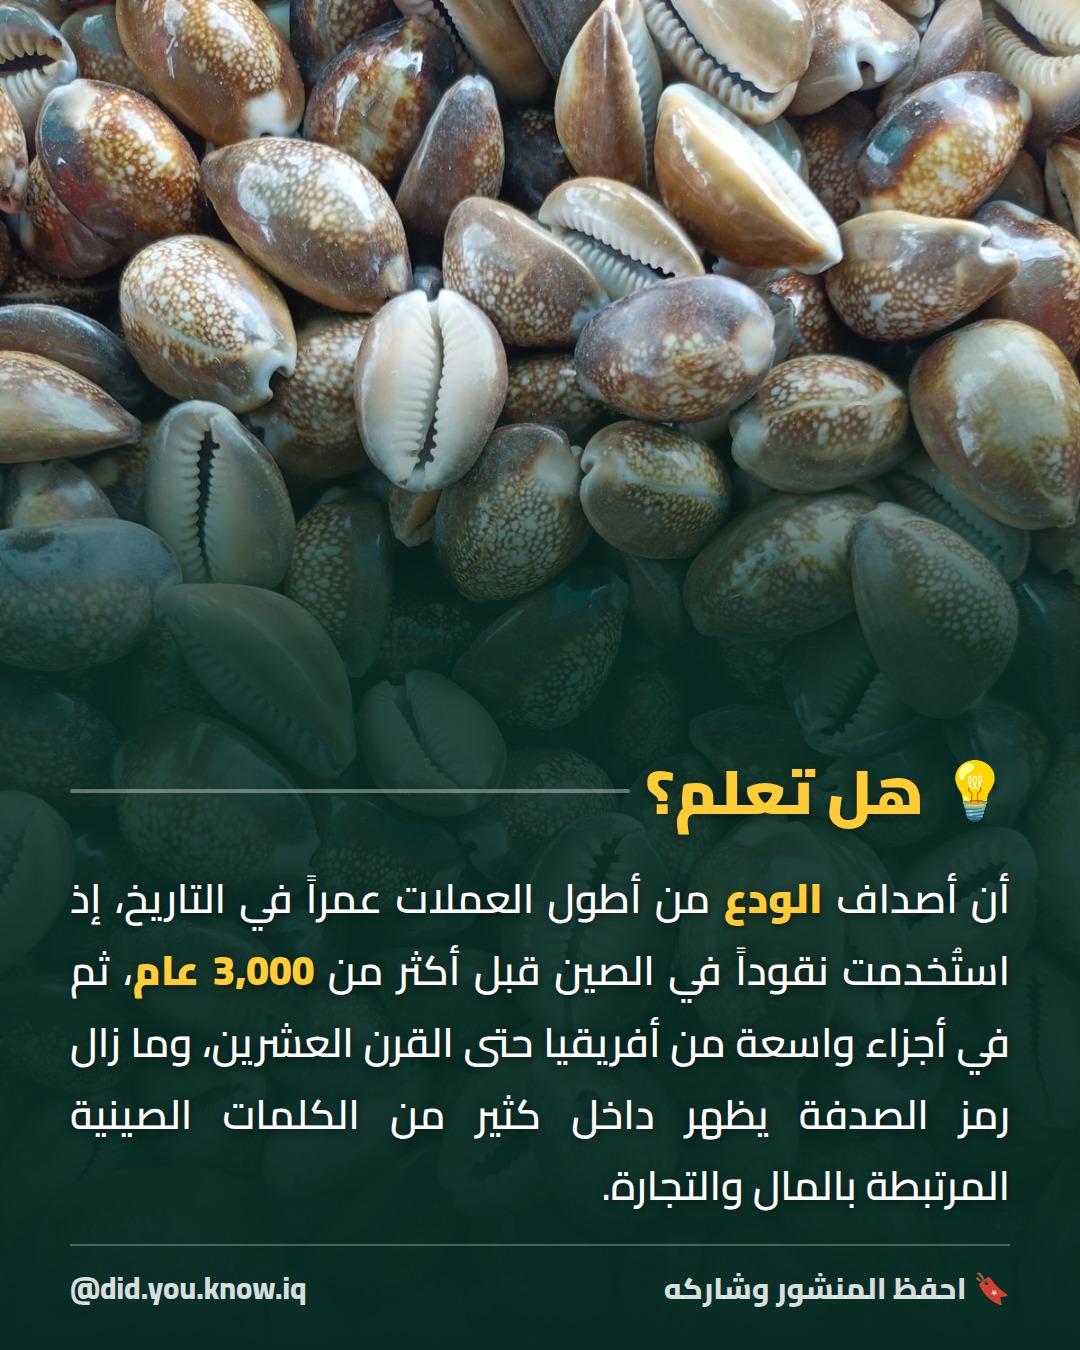 هل تعلم؟
أن أصداف الودع من أطول العملات عمراً في التاريخ، إذ
استُخدمت نقوداً في الصين قبل أكثر من 3,000 عام، ثم
في أجزاء واسعة من أفريقيا حتى القرن العشرين، وما زال
رمز الصدفة يظهر داخل كثير من الكلمات الصينية
المرتبطة بالمال والتجارة.
احفظ المنشور وشاركه
@did.you.know.iq